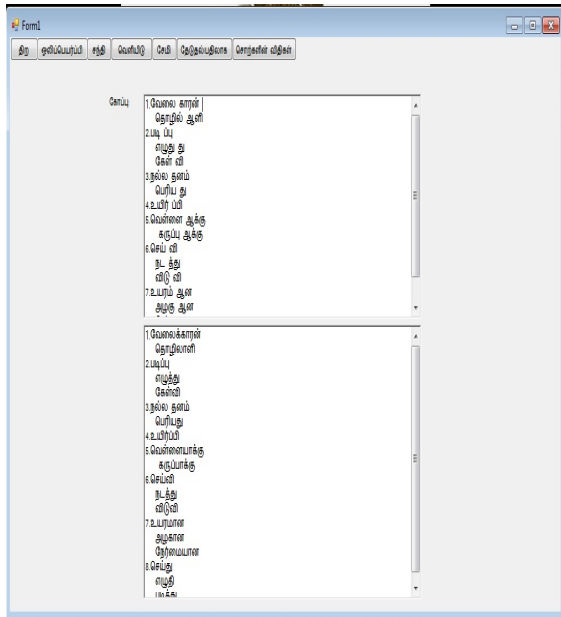 Form1
திற ஒலிப்பெயர்ப்பி சந்தி வெளியீடு சேமி தேடுதல்பதிலாக சொற்களின் விதிகள்
கோப்பு
1.வேலை காரன்
தொழில் ஆளி
2.படி ப்பு
எழுது து
கேள் வி
3.நல்ல தனம்
பெரிய து
4.உயிர் ப்பி
5.வெள்ளை ஆக்கு
கருப்பு ஆக்கு
6.செய் வி
நட த்து
விடு வி
7.உயரம் ஆன
அழகு ஆன
1.வேலைக்காரன்
தொழிலாளி
2.படிப்பு
எழுத்து
கேள்வி
3.நல்ல தனம்
பெரியது
4.உயிர்ப்பி
5.வெள்ளையாக்கு
கருப்பாக்கு
6.செய்வி
நடத்து
விடுவி
7.உயரமான
அழகான
நேர்மையான
8.செய்து
எழுதி
படித்து